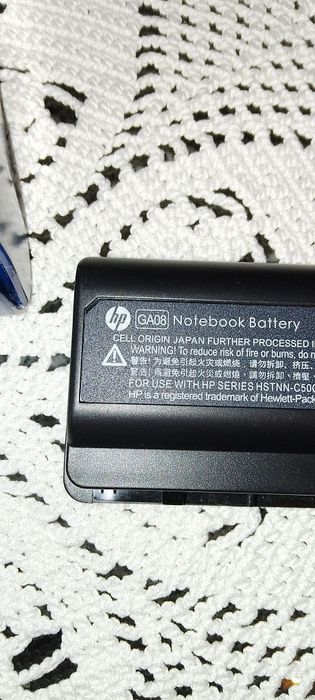 hp GA08 Notebook Battery
CELL ORIGIN JAPAN FURTHER PROCESSED I
WARNING! To reduce risk of fire or burns, do n
警告! 为避免引起火灾或燃烧，请勿拆卸、挤压、
警告! 為避免引起火災或燃燒，請勿拆卸、擠壓
FOR USE WITH HP SERIES HSTNN-C50C
HP is a registered trademark of Hewlett-Pack